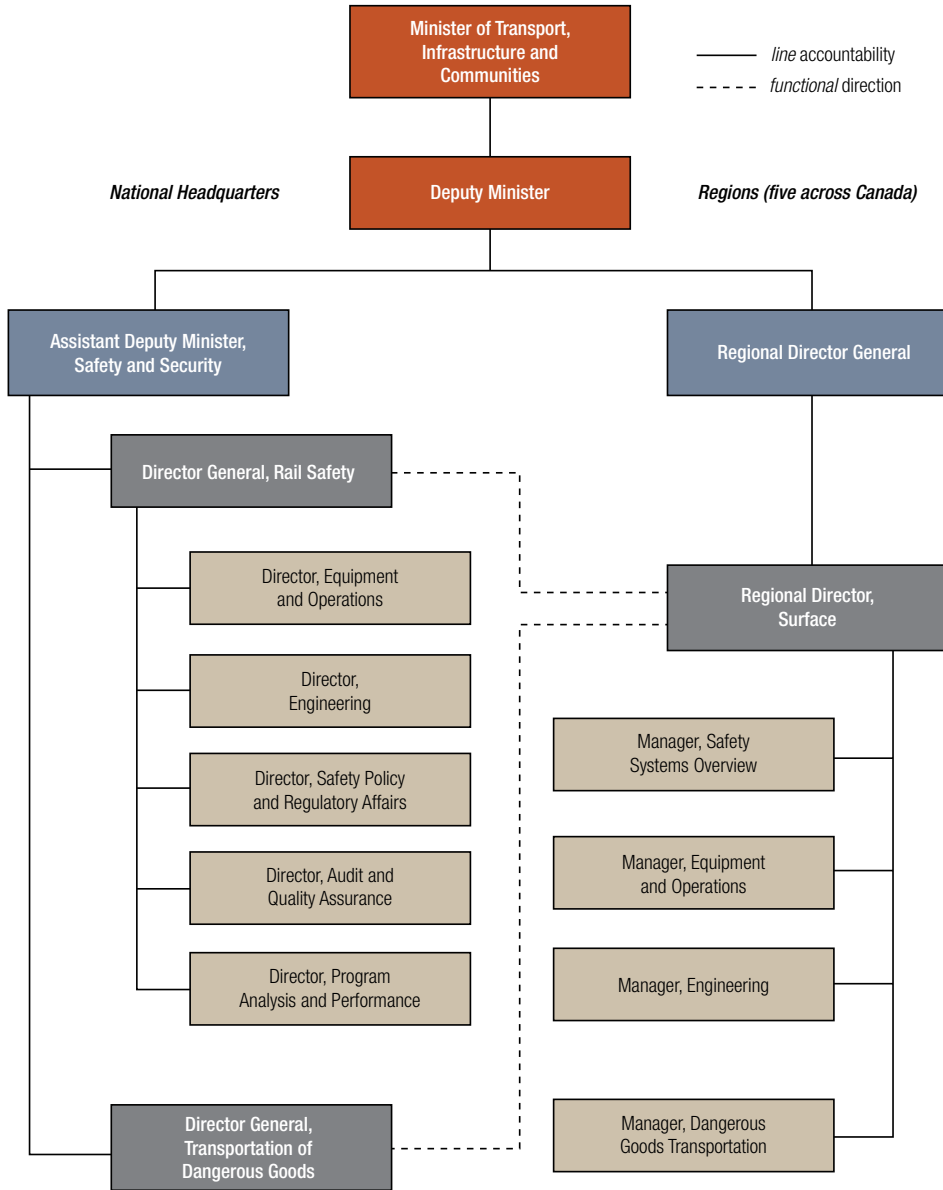 Minister of Transport,
Infrastructure and
Communities
line accountability
functional direction
National Headquarters
Deputy Minister
Regions (five across Canada)
Assistant Deputy Minister,
Safety and Security
Regional Director General
Director General, Rail Safety
Director, Equipment
and Operations
Director,
Engineering
Director, Safety Policy
and Regulatory Affairs
Director, Audit and
Quality Assurance
Director, Program
Analysis and Performance
Director General,
Transportation of
Dangerous Goods
Regional Director,
Surface
Manager, Safety
Systems Overview
Manager, Equipment
and Operations
Manager, Engineering
Manager, Dangerous
Goods Transportation